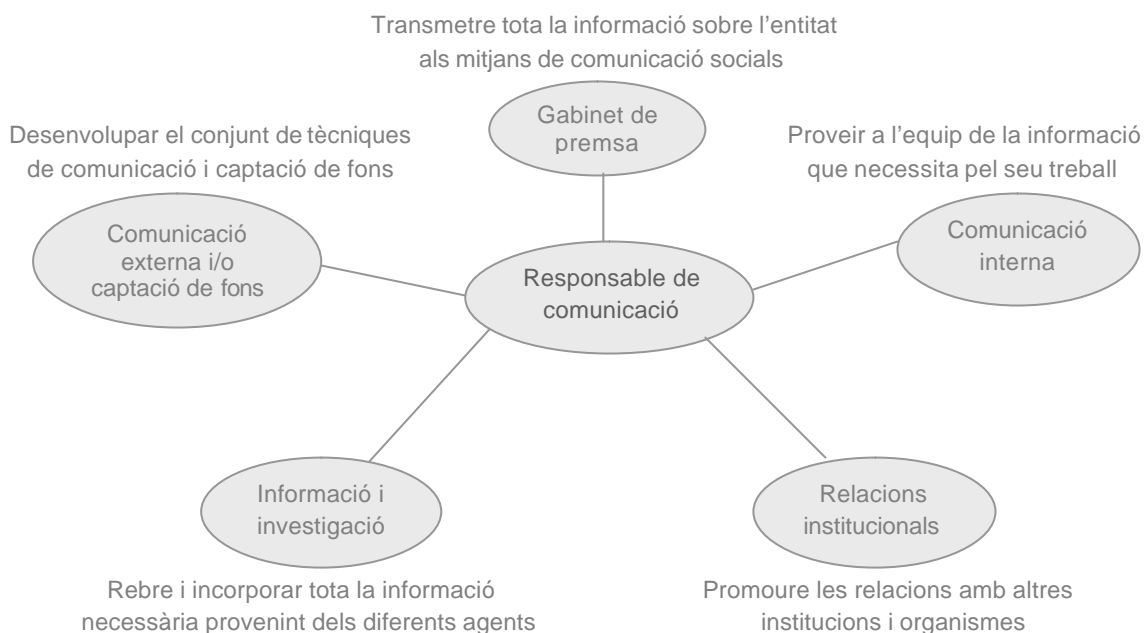 Transmetre tota la informació sobre l’entitat
als mitjans de comunicació socials
Gabinet de
premsa
Desenvolupar el conjunt de tècniques
de comunicació i captació de fons
Comunicació
externa i/o
captació de fons
Proveir a l’equip de la informació
que necessita pel seu treball
Comunicació
interna
Responsable de
comunicació
Informació i
investigació
Rebre i incorporar tota la informació
necessària provinent dels diferents agents
Relacions
institucionals
Promoure les relacions amb altres
institucions i organismes